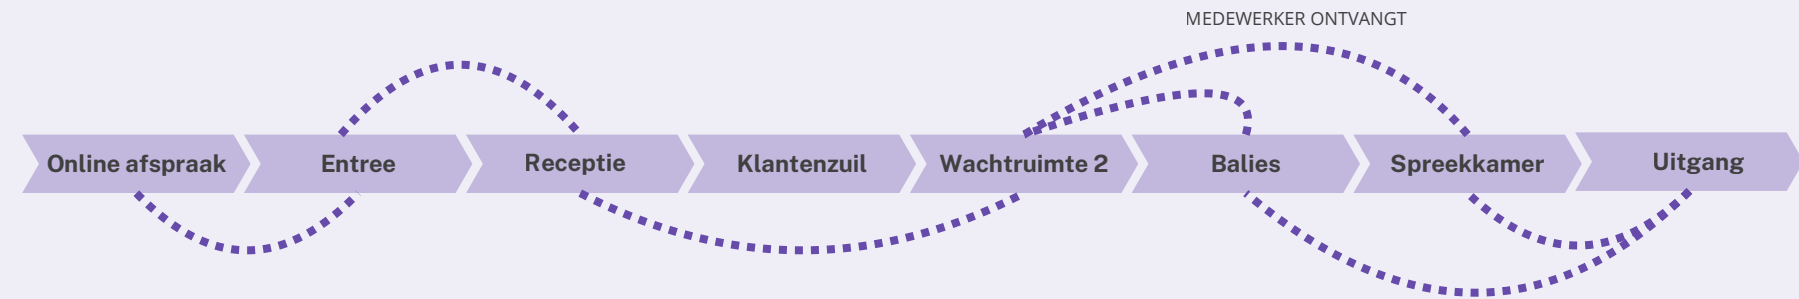 MEDEWERKER ONTVANGT
Online afspraak
Entree
Receptie
Klantenzuil
Wachtruimte 2
Balies
Spreekkamer
Uitgang